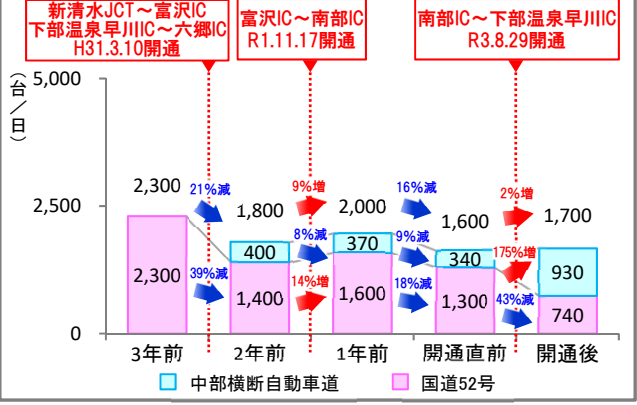 新清水JCT～富沢IC
下部温泉早川IC～六郷IC
H31.3.10開通
富沢IC～南部IC
R1.11.17開通
南部IC～下部温泉早川IC
R3.8.29開通
（台／日）
5,000
2,500
0
2,300
21%減
1,800
9%増
2,000
16%減
1,600
2%増
1,700
400
8%減
370
9%減
340
175%増
930
2,300
39%減
1,400
14%増
1,600
18%減
1,300
43%減
740
3年前
2年前
1年前
開通直前
開通後
中部横断自動車道
国道52号